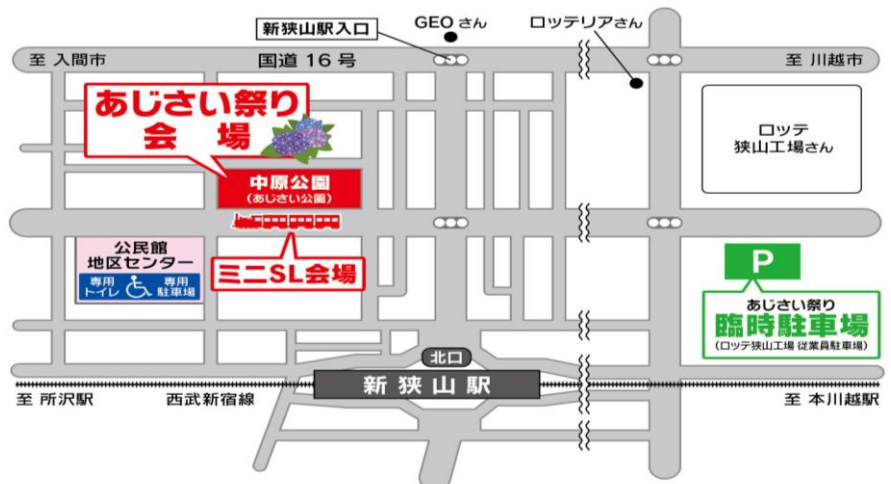 GEOさん
ロッテリアさん
新狭山駅入口
至 入間市
国道 16 号
至 川越市
あじさい祭り
会 場
ロッテ
狭山工場さん
中原公園
(あじさい公園)
公民館
地区センター
専用
トイレ
専用
駐車場
ミニSL会場
P
あじさい祭り
臨時駐車場
(ロッテ狭山工場 従業員駐車場)
北口
新狭山駅
至 所沢駅
西武新宿線
至 本川越駅